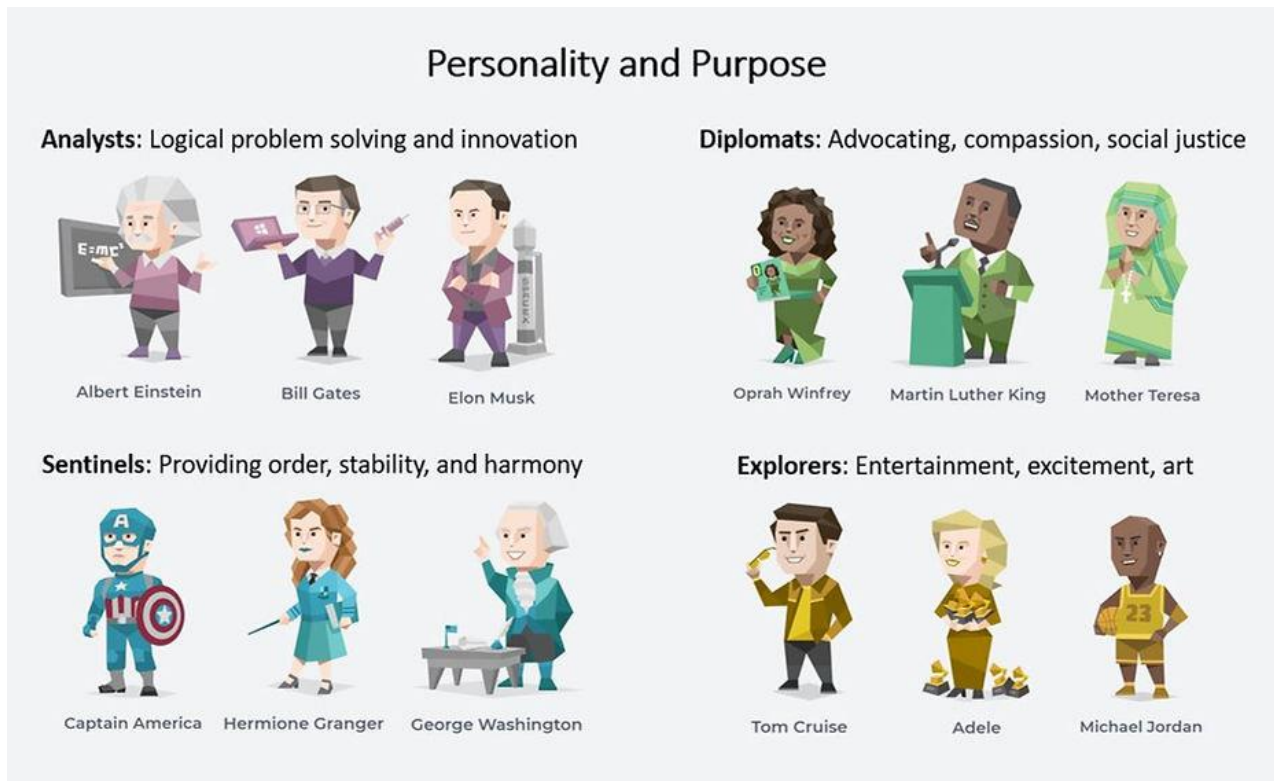 Personality and Purpose
Analysts: Logical problem solving and innovation
E=mc²
SPACEX
Albert Einstein
Bill Gates
Elon Musk
Diplomats: Advocating, compassion, social justice
O
Oprah Winfrey
Martin Luther King
Mother Teresa
Sentinels: Providing order, stability, and harmony
A
Captain America
Hermione Granger
George Washington
Explorers: Entertainment, excitement, art
23
Tom Cruise
Adele
Michael Jordan